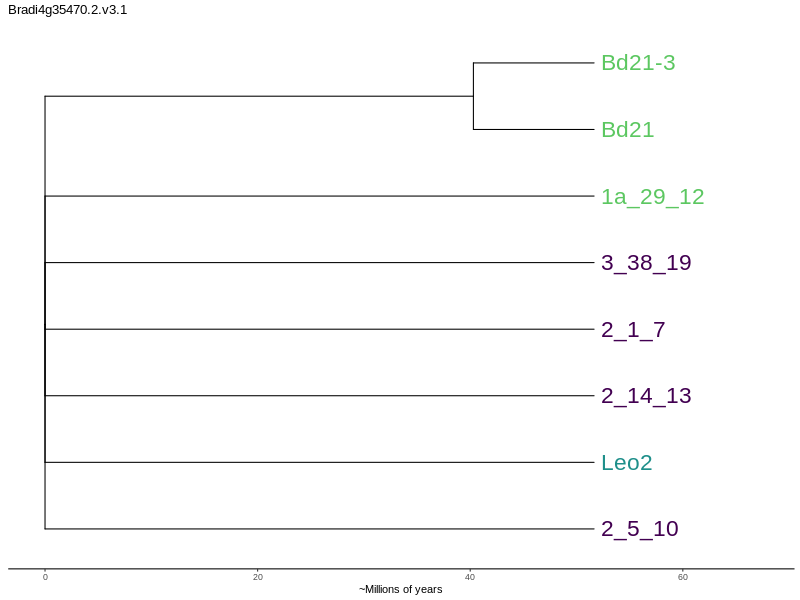 Bradi4g35470.2.v3.1
Bd21-3
Bd21
1a_29_12
3_38_19
2_1_7
2_14_13
Leo2
2_5_10
0 20 40 60
~Millions of years